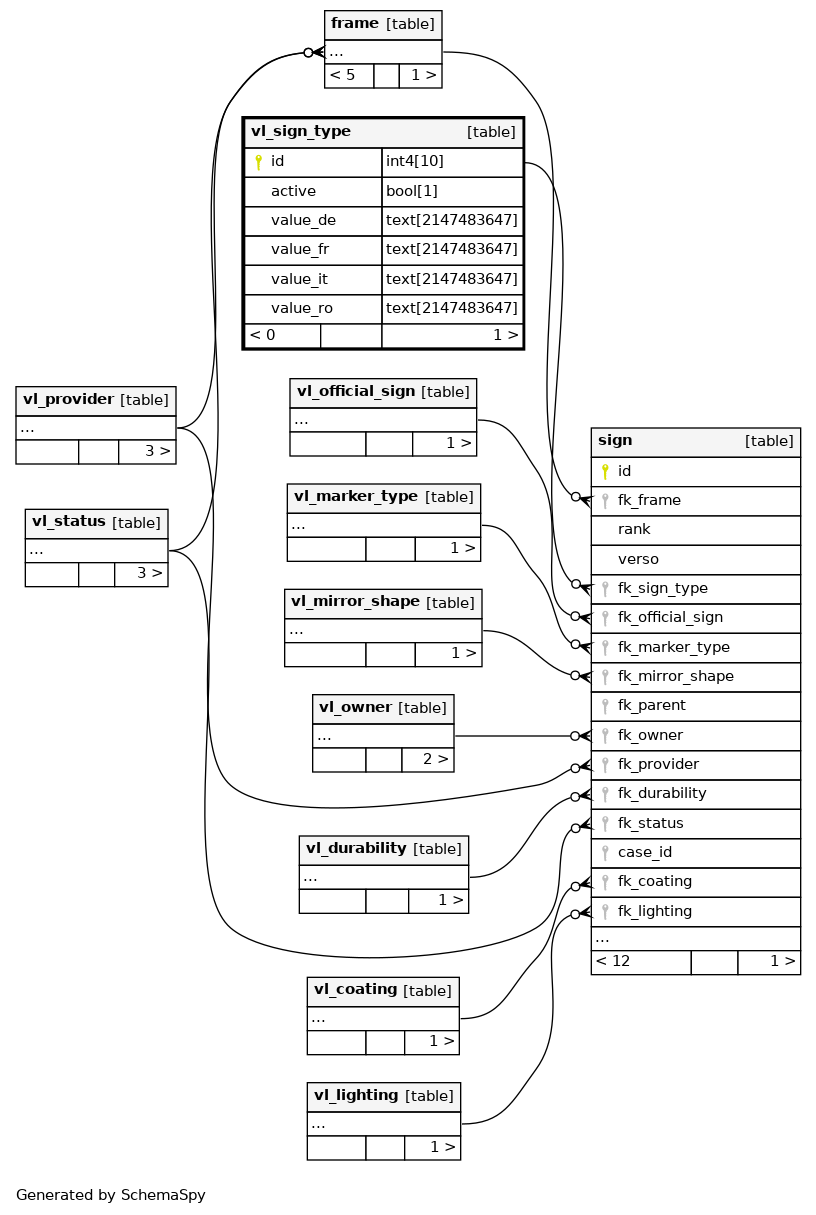 frame [table]
...
< 5 1 >
vl_sign_type [table]
id int4[10]
active bool[1]
value_de text[2147483647]
value_fr text[2147483647]
value_it text[2147483647]
value_ro text[2147483647]
< 0 1 >
vl_provider [table]
...
3 >
vl_status [table]
...
3 >
vl_official_sign [table]
...
1 >
vl_marker_type [table]
...
1 >
vl_mirror_shape [table]
...
1 >
vl_owner [table]
...
2 >
vl_durability [table]
...
1 >
vl_coating [table]
...
1 >
vl_lighting [table]
...
1 >
sign [table]
id
fk_frame
rank
verso
fk_sign_type
fk_official_sign
fk_marker_type
fk_mirror_shape
fk_parent
fk_owner
fk_provider
fk_durability
fk_status
case_id
fk_coating
fk_lighting
...
< 12 1 >
Generated by SchemaSpy